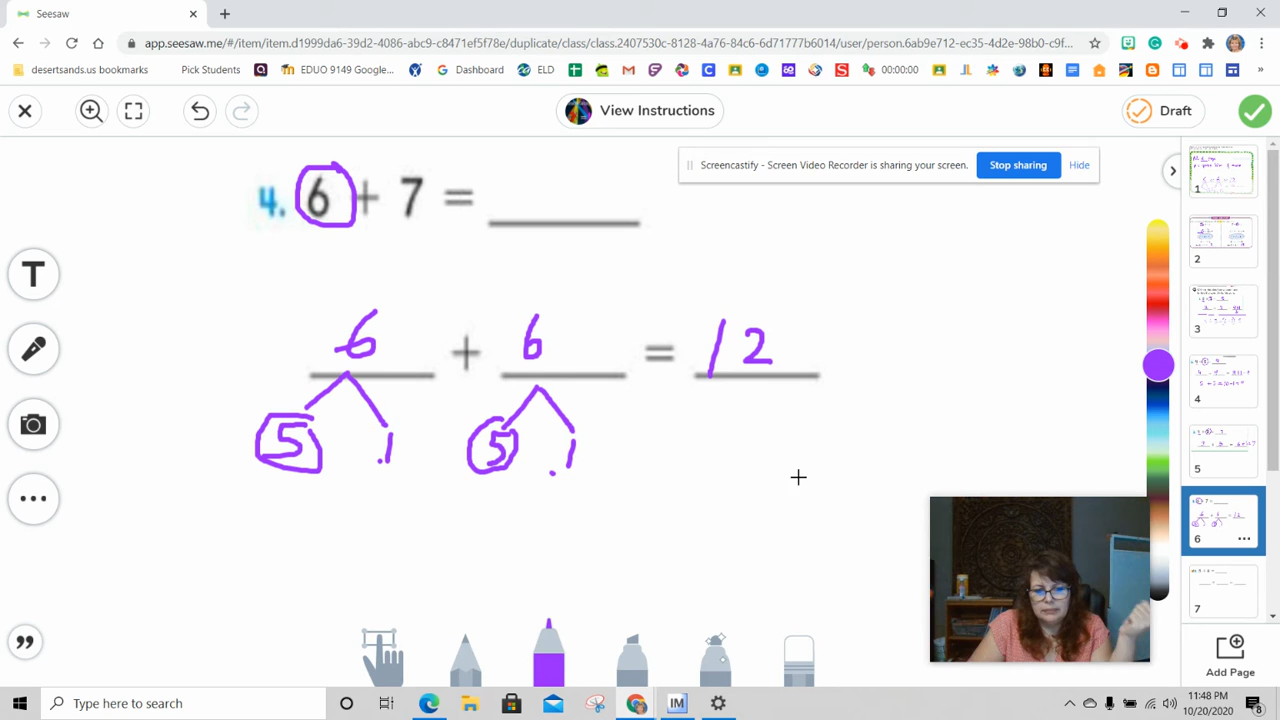 Seesaw
app.seesaw.me/#/item/item.d1999da6-39d2-4086-abc9-c8471ef5f78e/duplicate/class/class.2407530c-8128-4a76-84c6-6d71777b6014/user/person.6ab9e712-ec35-4d2e-98b0-c9f...
desertsands.us bookmarks Pick Students EDUO 9149 Google... Dashboard ELD 00:00:00
View Instructions
Draft
Screencastify - Screen Video Recorder is sharing your screen. Stop sharing Hide
4. 6 + 7 = ____
6 + 6 = 12
5 1 5 1
T
1
2
3
4
5
6
7
Add Page
Type here to search
IM
11:48 PM
10/20/2020
8